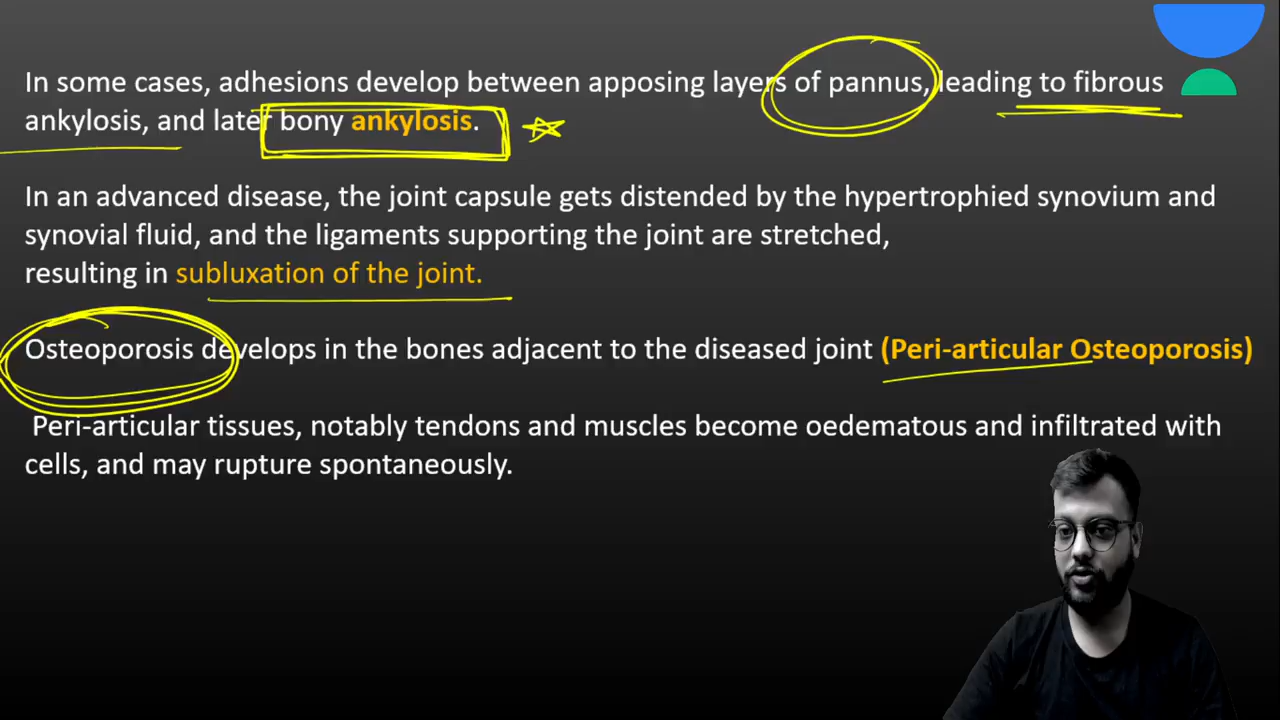 In some cases, adhesions develop between apposing layers of pannus, leading to fibrous
ankylosis, and later bony ankylosis.
In an advanced disease, the joint capsule gets distended by the hypertrophied synovium and
synovial fluid, and the ligaments supporting the joint are stretched,
resulting in subluxation of the joint.
Osteoporosis develops in the bones adjacent to the diseased joint (Peri-articular Osteoporosis)
Peri-articular tissues, notably tendons and muscles become oedematous and infiltrated with
cells, and may rupture spontaneously.